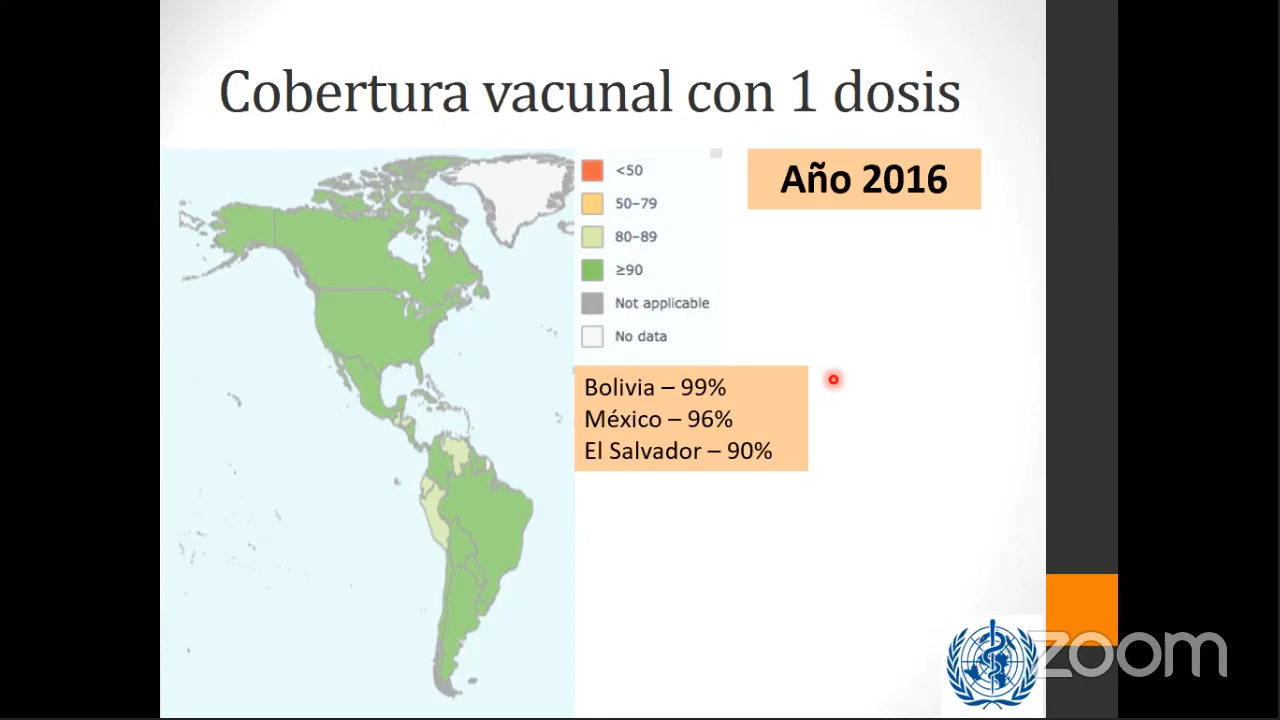 Cobertura vacunal con 1 dosis
Año 2016
<50
50–79
80–89
≥90
Not applicable
No data
Bolivia – 99%
México – 96%
El Salvador – 90%
zoom